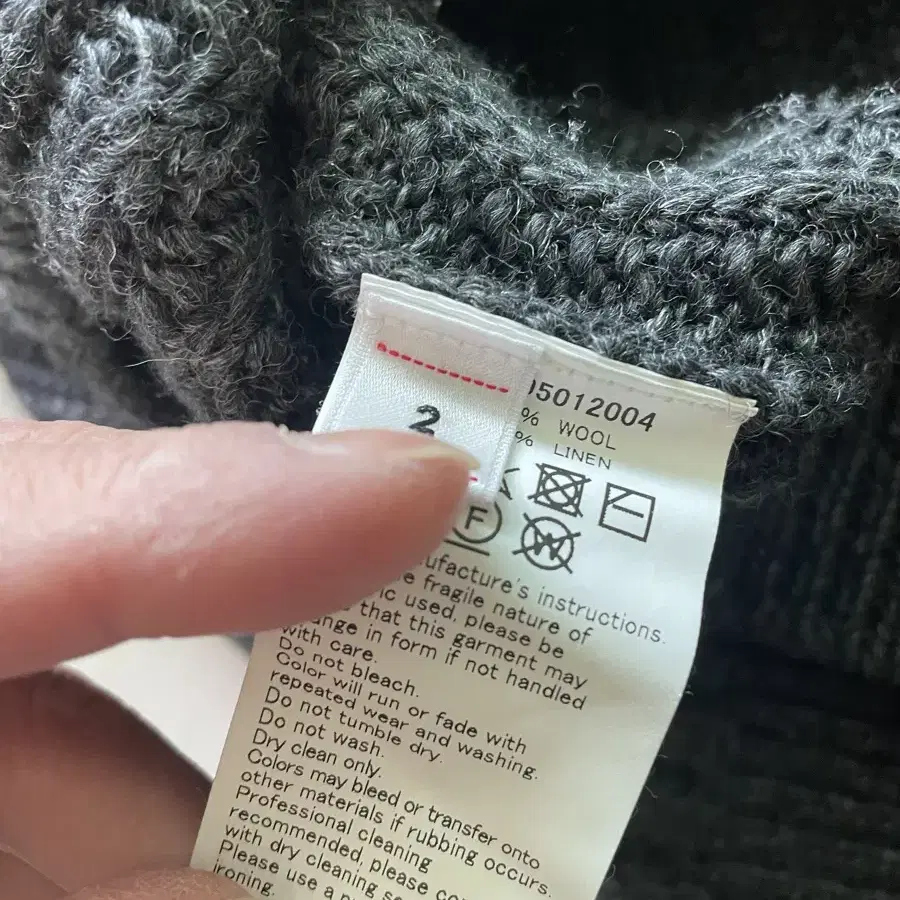 2
5012004
% WOOL
% LINEN
F
W
ufacture's instructions.
e fragile nature of
ic used, please be
that this garment may
ange in form if not handled
with care.
Do not bleach.
Color will run or fade with
repeated wear and washing.
Do not tumble dry.
Do not wash.
Dry clean only.
Colors may bleed or transfer onto
other materials if rubbing occurs.
Professional cleaning
recommended, please co
with dry cleaning se
Please use a
ironing.